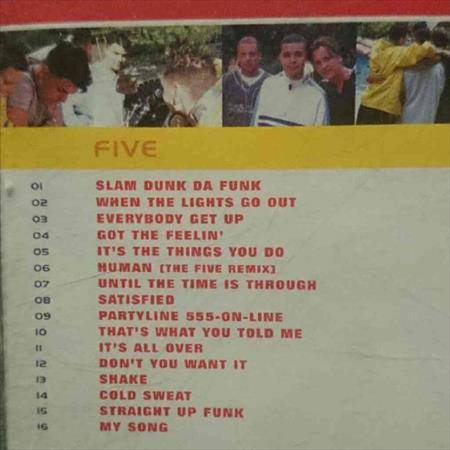 FIVE
01 SLAM DUNK DA FUNK
02 WHEN THE LIGHTS GO OUT
03 EVERYBODY GET UP
04 GOT THE FEELIN'
05 IT'S THE THINGS YOU DO
06 HUMAN [THE FIVE REMIX]
07 UNTIL THE TIME IS THROUGH
08 SATISFIED
09 PARTYLINE 555-ON-LINE
10 THAT'S WHAT YOU TOLD ME
11 IT'S ALL OVER
12 DON'T YOU WANT IT
13 SHAKE
14 COLD SWEAT
15 STRAIGHT UP FUNK
16 MY SONG